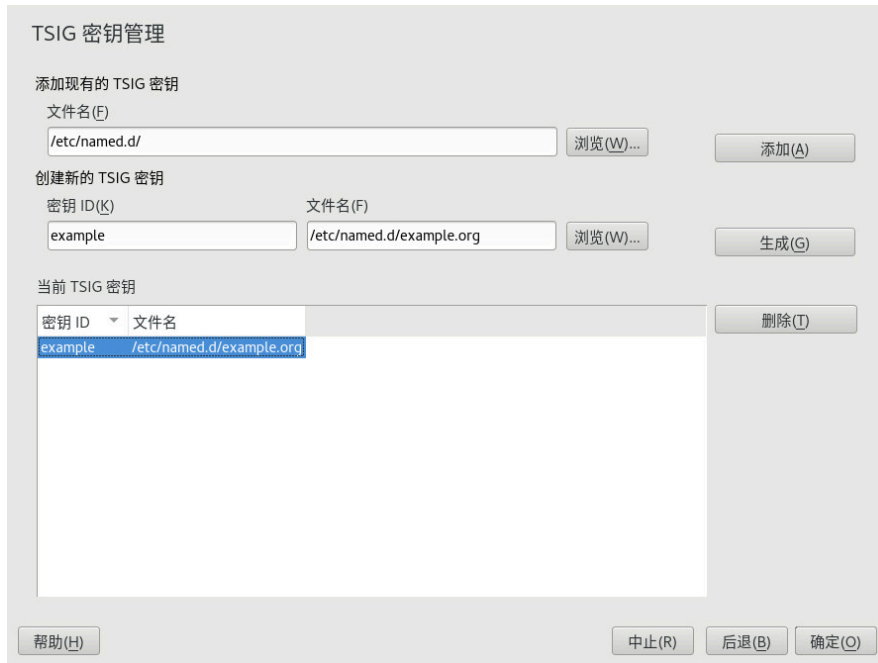 TSIG 密钥管理
添加现有的 TSIG 密钥
文件名(F)
/etc/named.d/ 浏览(W)... 添加(A)
创建新的 TSIG 密钥
密钥 ID(K) 文件名(F)
example /etc/named.d/example.org 浏览(W)... 生成(G)
当前 TSIG 密钥
密钥 ID 文件名 删除(T)
example /etc/named.d/example.org
帮助(H) 中止(R) 后退(B) 确定(O)